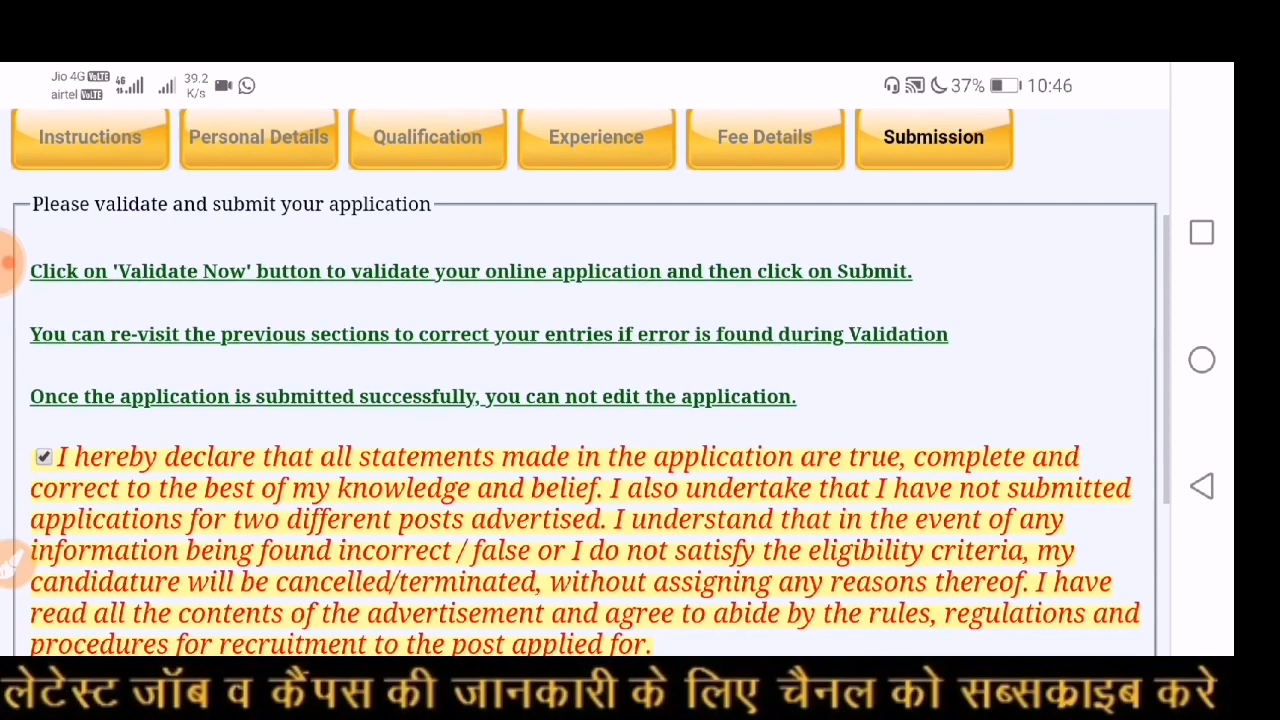 Jio 4G VoLTE 4G 39.2 37% 10:46
airtel VoLTE K/s
Instructions Personal Details Qualification Experience Fee Details Submission
Please validate and submit your application
Click on 'Validate Now' button to validate your online application and then click on Submit.
You can re-visit the previous sections to correct your entries if error is found during Validation
Once the application is submitted successfully, you can not edit the application.
I hereby declare that all statements made in the application are true, complete and
correct to the best of my knowledge and belief. I also undertake that I have not submitted
applications for two different posts advertised. I understand that in the event of any
information being found incorrect / false or I do not satisfy the eligibility criteria, my
candidature will be cancelled/terminated, without assigning any reasons thereof. I have
read all the contents of the advertisement and agree to abide by the rules, regulations and
procedures for recruitment to the post applied for.
लेटेस्ट जॉब व कैंपस की जानकारी के लिए चैनल को सब्सक्राइब करे